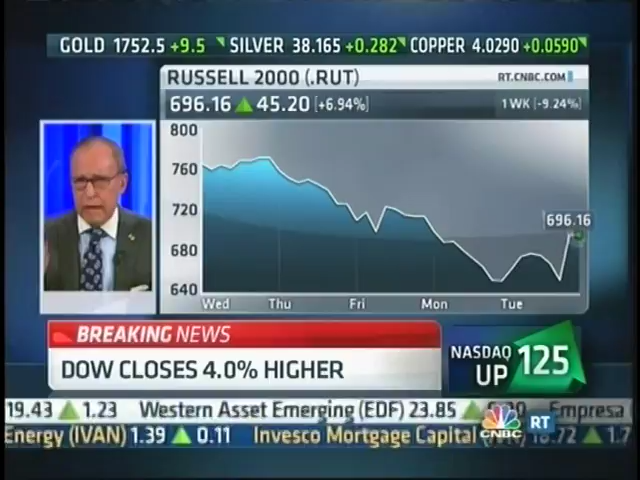 GOLD 1752.5 +9.5 SILVER 38.165 +0.282 COPPER 4.0290 +0.0590
RUSSELL 2000 (.RUT) RT.CNBC.COM
696.16 45.20 [+6.94%] 1 WK [-9.24%]
800
760
720
696.16
680
640
Wed Thu Fri Mon Tue
BREAKING NEWS
DOW CLOSES 4.0% HIGHER
NASDAQ
UP 125
19.43 1.23 Western Asset Emerging (EDF) 23.85 Empresa
Energy (IVAN) 1.39 0.11 Invesco Mortgage Capital
CNBC RT